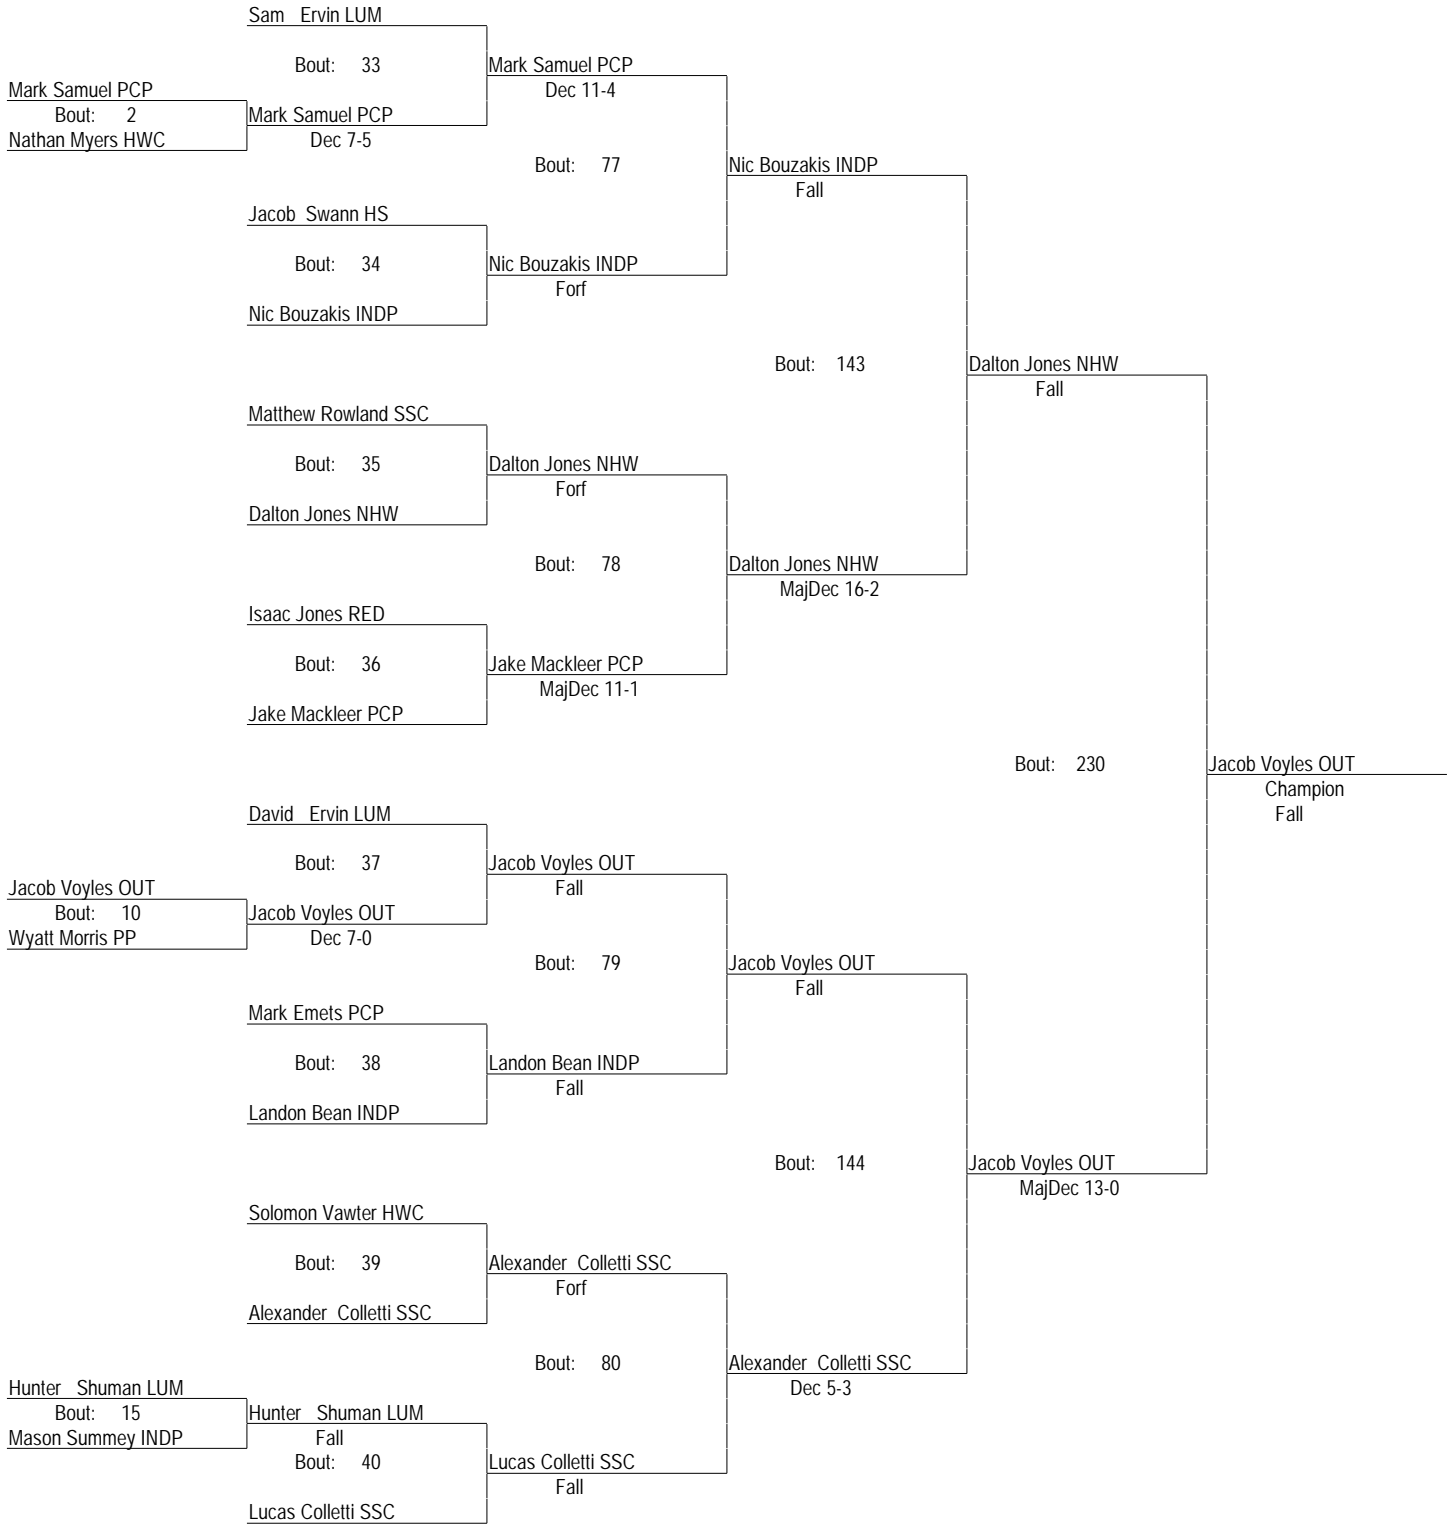 Sam Ervin LUM
Bout: 33
Mark Samuel PCP
Mark Samuel PCP
Dec 11-4
Bout: 2
Mark Samuel PCP
Nathan Myers HWC
Dec 7-5
Bout: 77
Nic Bouzakis INDP
Fall
Jacob Swann HS
Bout: 34
Nic Bouzakis INDP
Forf
Nic Bouzakis INDP
Bout: 143
Dalton Jones NHW
Fall
Matthew Rowland SSC
Bout: 35
Dalton Jones NHW
Forf
Dalton Jones NHW
Bout: 78
Dalton Jones NHW
MajDec 16-2
Isaac Jones RED
Bout: 36
Jake Mackleer PCP
MajDec 11-1
Jake Mackleer PCP
Bout: 230
Jacob Voyles OUT
Champion
Fall
David Ervin LUM
Bout: 37
Jacob Voyles OUT
Fall
Jacob Voyles OUT
Bout: 10
Jacob Voyles OUT
Wyatt Morris PP
Dec 7-0
Bout: 79
Jacob Voyles OUT
Fall
Mark Emets PCP
Bout: 38
Landon Bean INDP
Fall
Landon Bean INDP
Bout: 144
Jacob Voyles OUT
MajDec 13-0
Solomon Vawter HWC
Bout: 39
Alexander Colletti SSC
Forf
Alexander Colletti SSC
Bout: 80
Alexander Colletti SSC
Dec 5-3
Hunter Shuman LUM
Bout: 15
Hunter Shuman LUM
Mason Summey INDP
Fall
Bout: 40
Lucas Colletti SSC
Fall
Lucas Colletti SSC